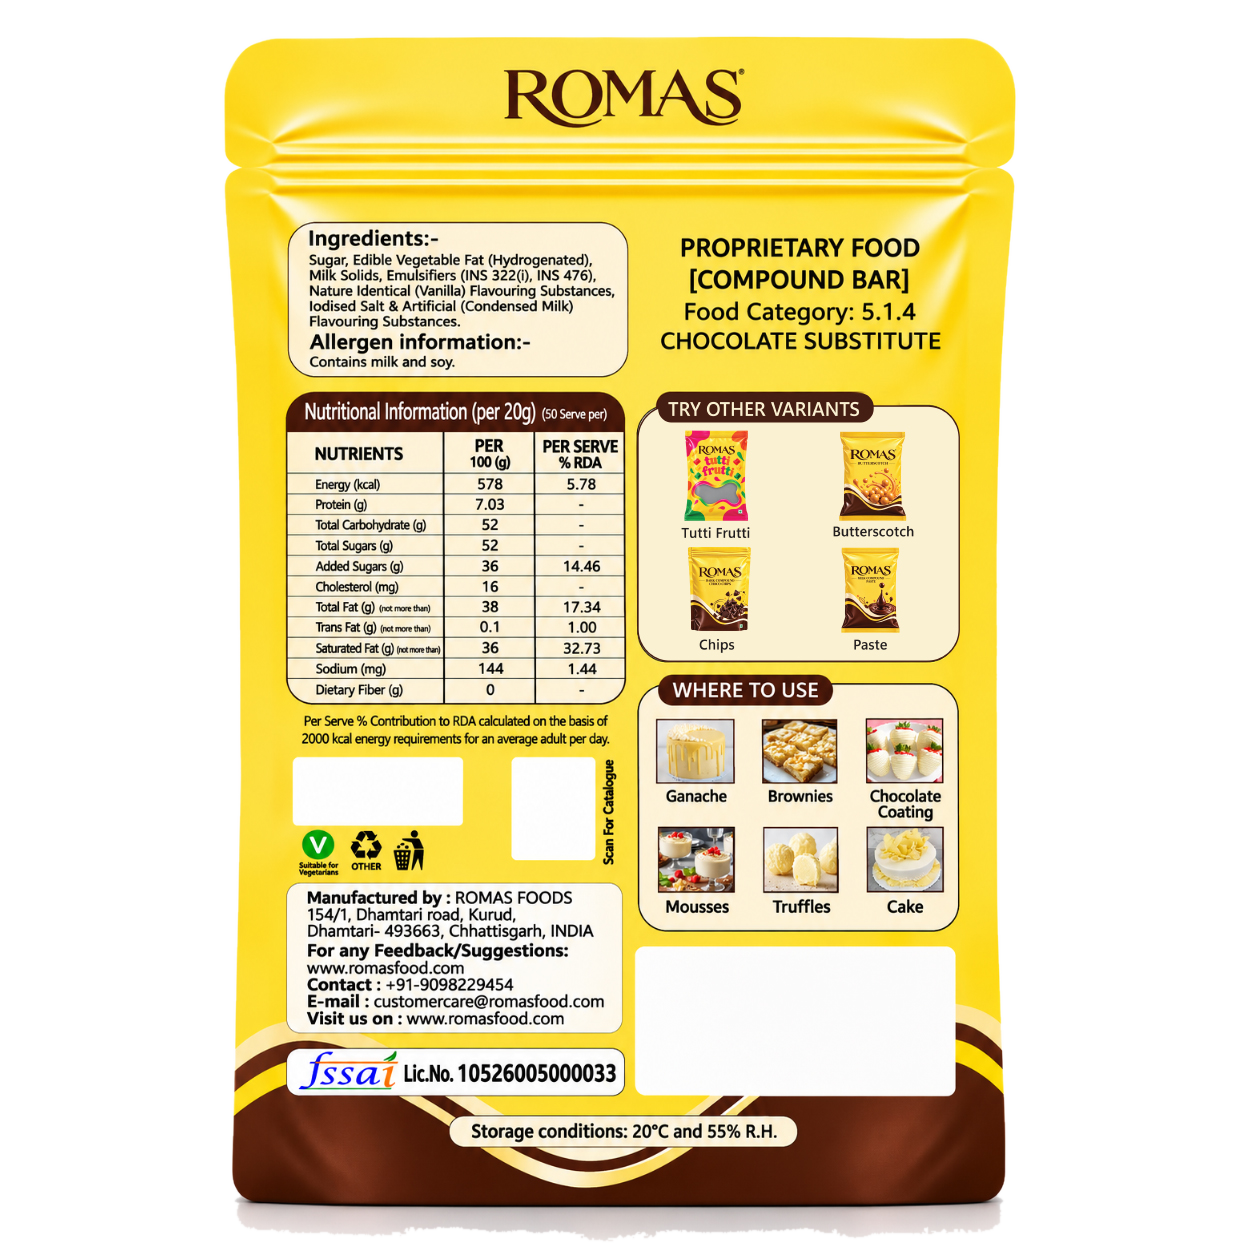 ROMAS®
Ingredients:-
Sugar, Edible Vegetable Fat (Hydrogenated),
Milk Solids, Emulsifiers (INS 322(i), INS 476),
Nature Identical (Vanilla) Flavouring Substances,
Iodised Salt & Artificial (Condensed Milk)
Flavouring Substances.
Allergen information:-
Contains milk and soy.
PROPRIETARY FOOD
[COMPOUND BAR]
Food Category: 5.1.4
CHOCOLATE SUBSTITUTE
Nutritional Information (per 20g) (50 Serve per)
NUTRIENTS PER 100 (g) PER SERVE % RDA
Energy (kcal) 578 5.78
Protein (g) 7.03 -
Total Carbohydrate (g) 52 -
Total Sugars (g) 52 -
Added Sugars (g) 36 14.46
Cholesterol (mg) 16 -
Total Fat (g) (not more than) 38 17.34
Trans Fat (g) (not more than) 0.1 1.00
Saturated Fat (g) (not more than) 36 32.73
Sodium (mg) 144 1.44
Dietary Fiber (g) 0 -
Per Serve % Contribution to RDA calculated on the basis of
2000 kcal energy requirements for an average adult per day.
TRY OTHER VARIANTS
ROMAS
tutti
frutti
Tutti Frutti
ROMAS
BUTTERSCOTCH
Butterscotch
ROMAS
DARK COMPOUND
CHOCO CHIPS
Chips
ROMAS
PASTE
Paste
WHERE TO USE
Ganache
Brownies
Chocolate
Coating
Mousses
Truffles
Cake
Scan For Catalogue
V
Suitable for
Vegetarians
OTHER
Manufactured by : ROMAS FOODS
154/1, Dhamtari road, Kurud,
Dhamtari- 493663, Chhattisgarh, INDIA
For any Feedback/Suggestions:
www.romasfood.com
Contact : +91-9098229454
E-mail : customercare@romasfood.com
Visit us on : www.romasfood.com
fssai Lic.No. 10526005000033
Storage conditions: 20°C and 55% R.H.